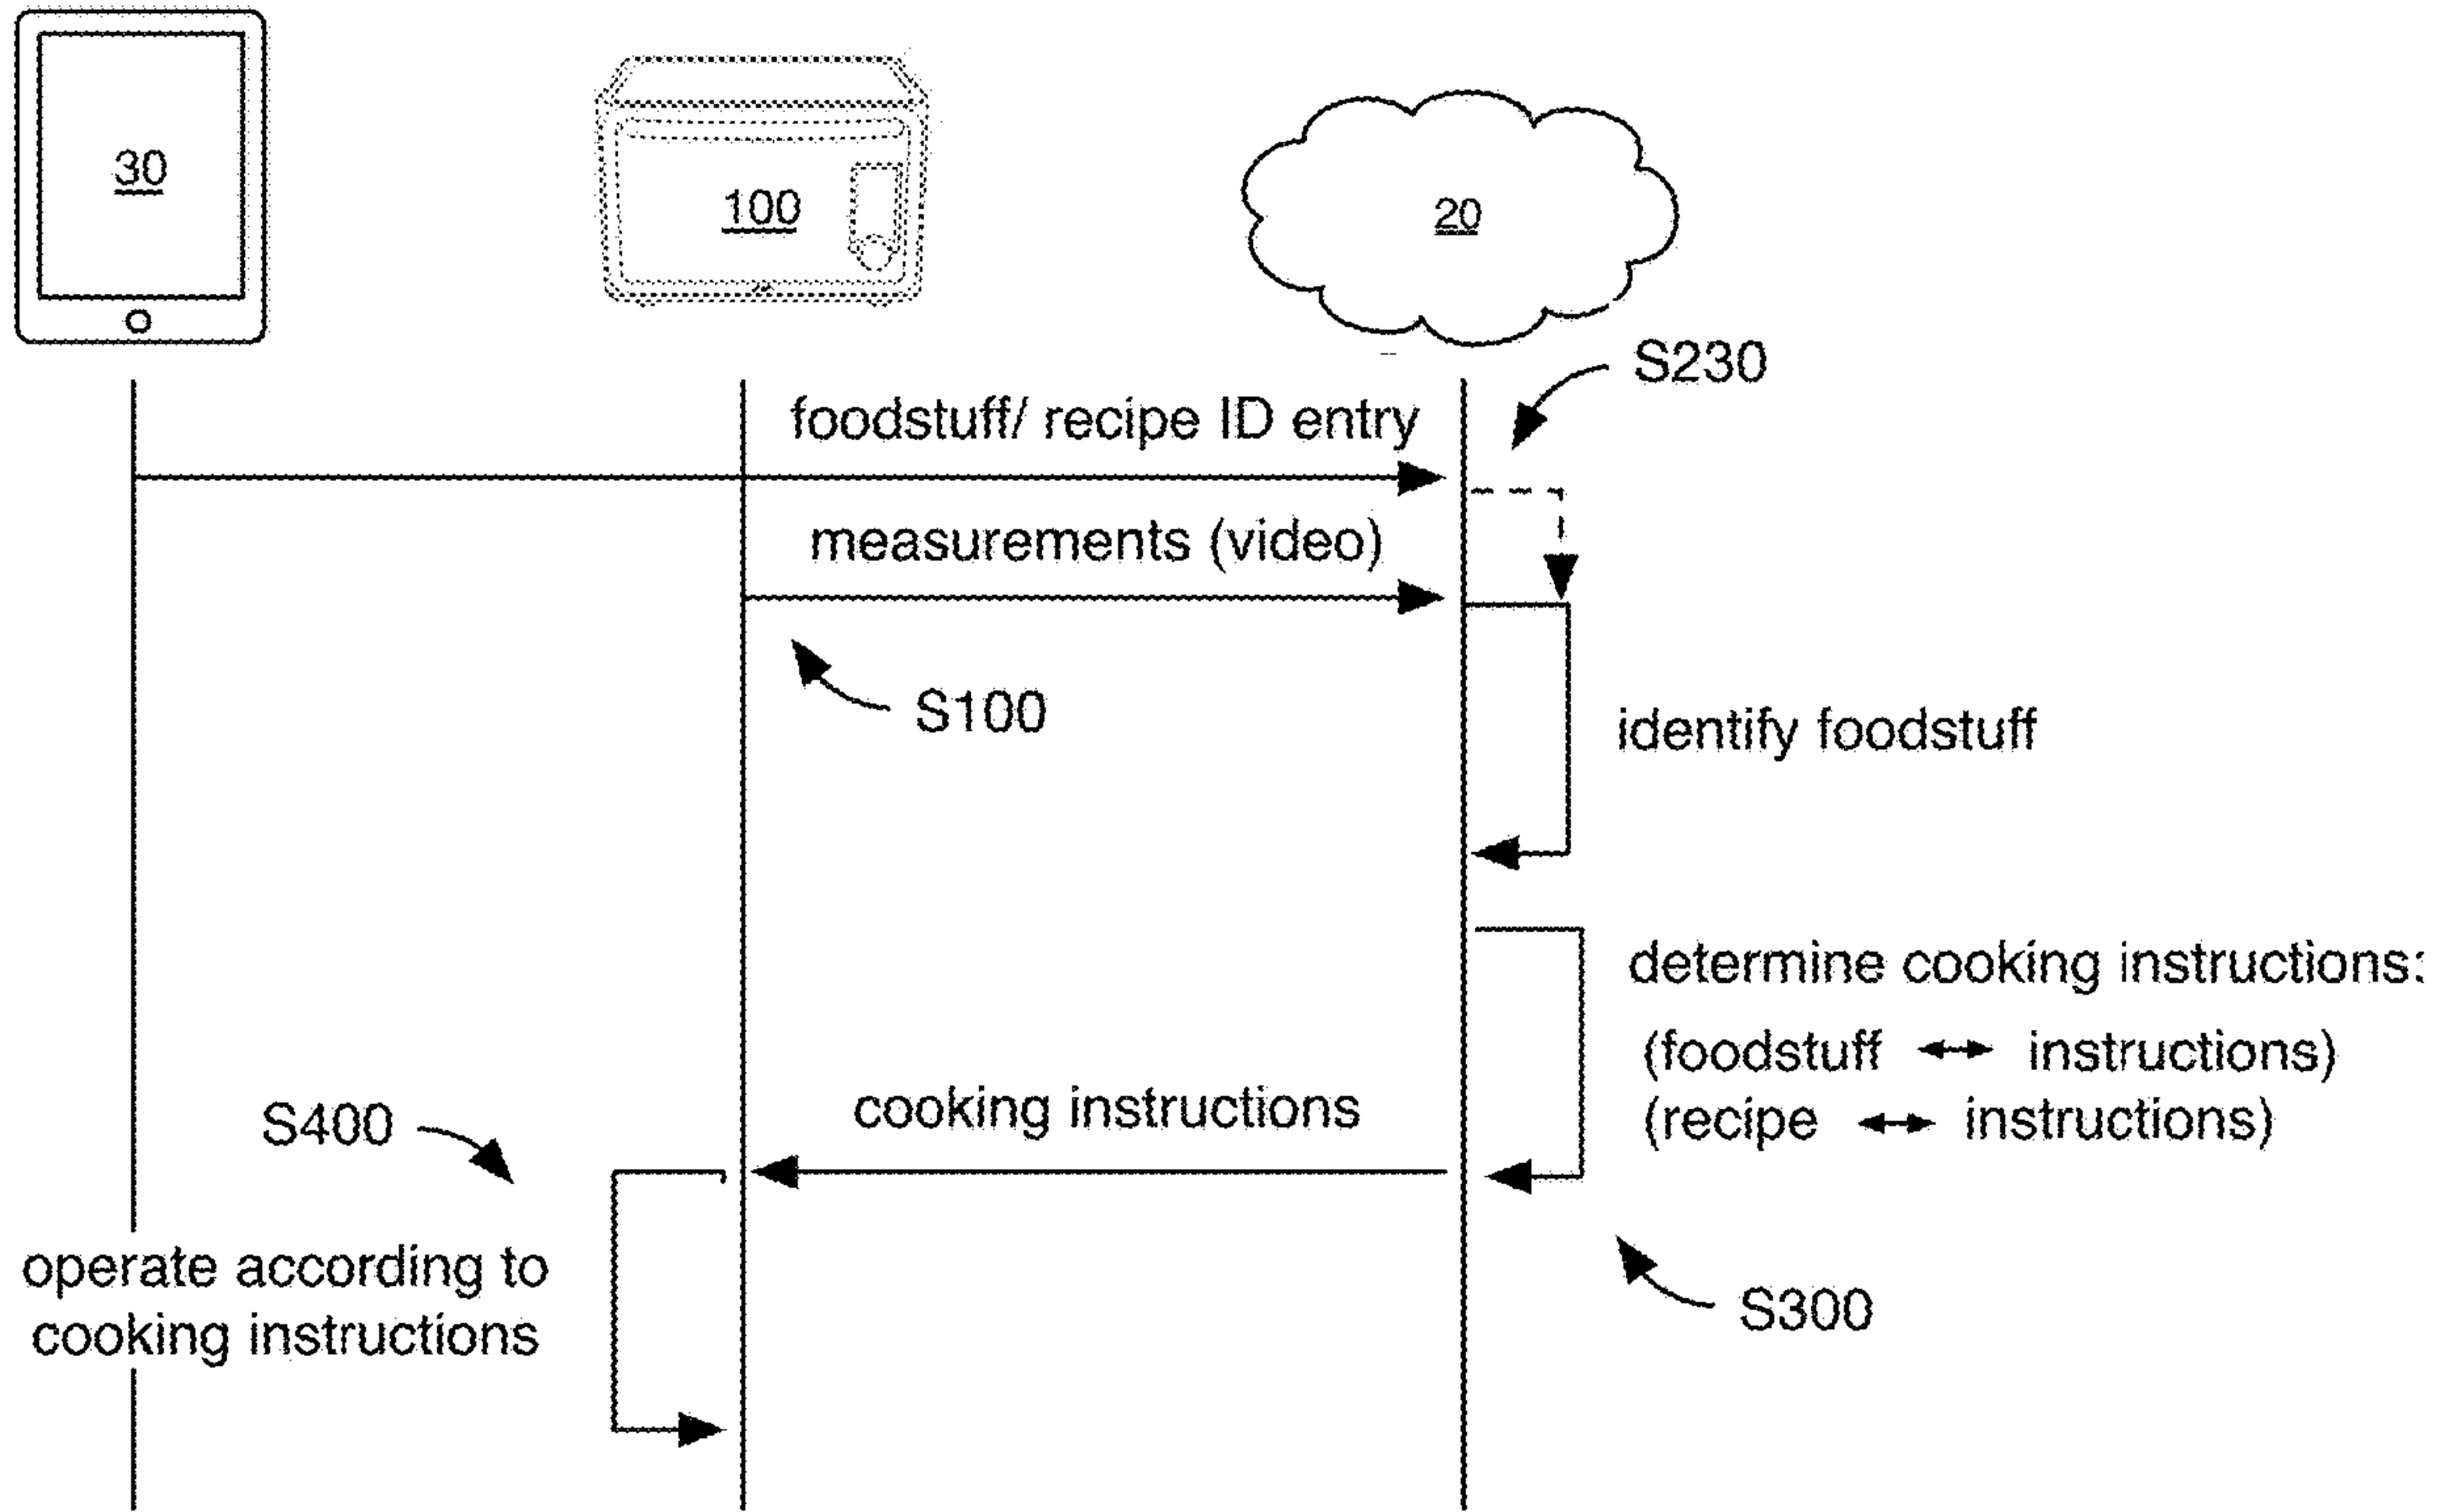 30
100
20
S230
foodstuff/ recipe ID entry
measurements (video)
S100
identify foodstuff
determine cooking instructions:
(foodstuff ↔ instructions)
(recipe ↔ instructions)
cooking instructions
S400
operate according to
cooking instructions
S300